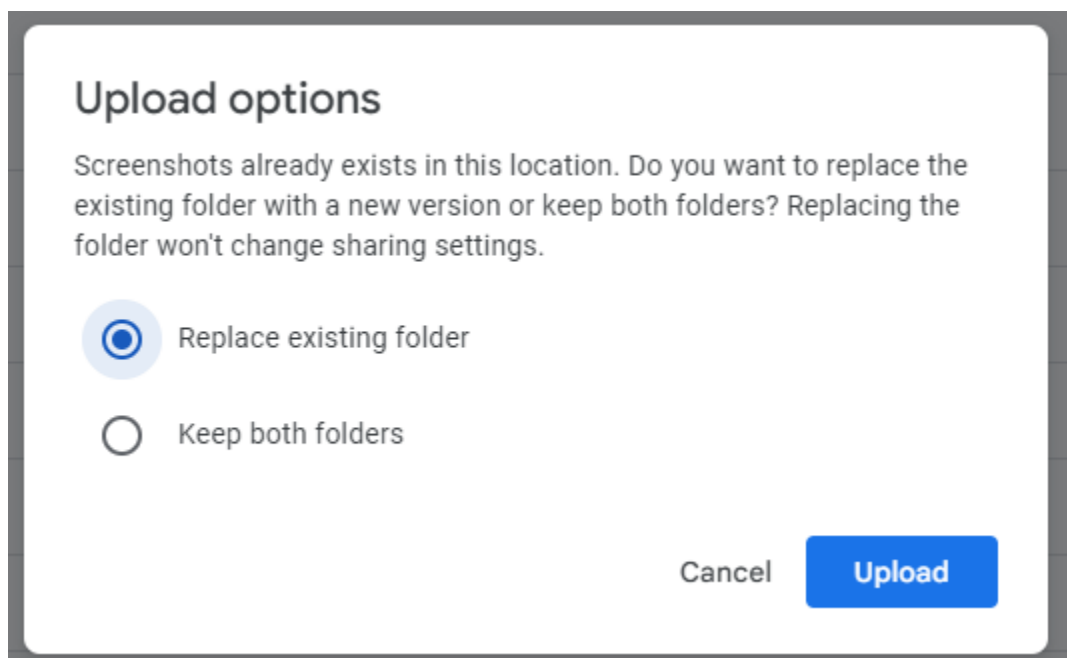 Upload options
Screenshots already exists in this location. Do you want to replace the
existing folder with a new version or keep both folders? Replacing the
folder won't change sharing settings.
Replace existing folder
Keep both folders
Cancel
Upload